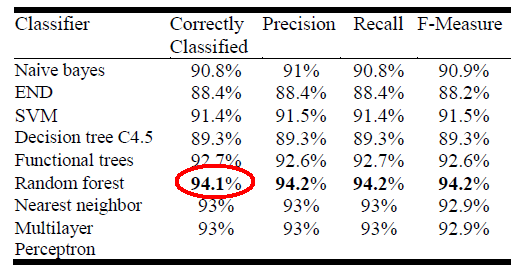 Classifier Correctly Classified Precision Recall F-Measure
Naive bayes 90.8% 91% 90.8% 90.9%
END 88.4% 88.4% 88.4% 88.2%
SVM 91.4% 91.5% 91.4% 91.5%
Decision tree C4.5 89.3% 89.3% 89.3% 89.3%
Functional trees 92.7% 92.6% 92.7% 92.6%
Random forest 94.1% 94.2% 94.2% 94.2%
Nearest neighbor 93% 93% 93% 92.9%
Multilayer 93% 93% 93% 92.9%
Perceptron